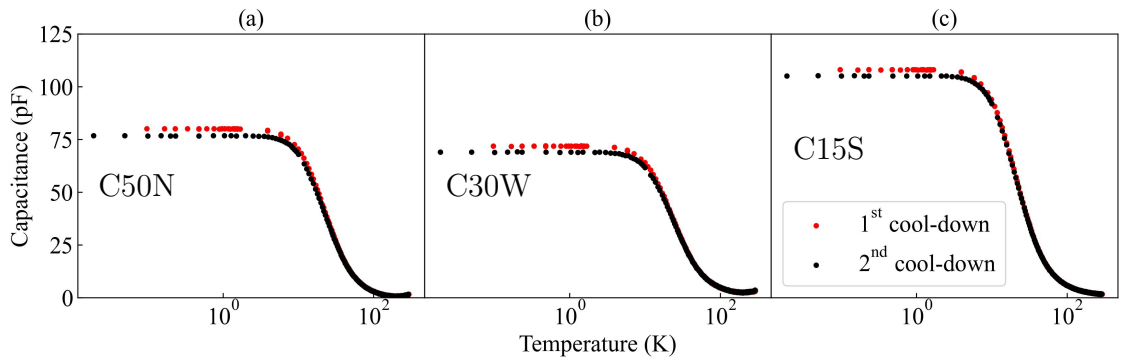 (a) (b) (c)
Capacitance (pF)
125
100
75
50
25
0
C50N
C30W
C15S
1st cool-down
2nd cool-down
10^0 10^2 10^0 10^2 10^0 10^2
Temperature (K)